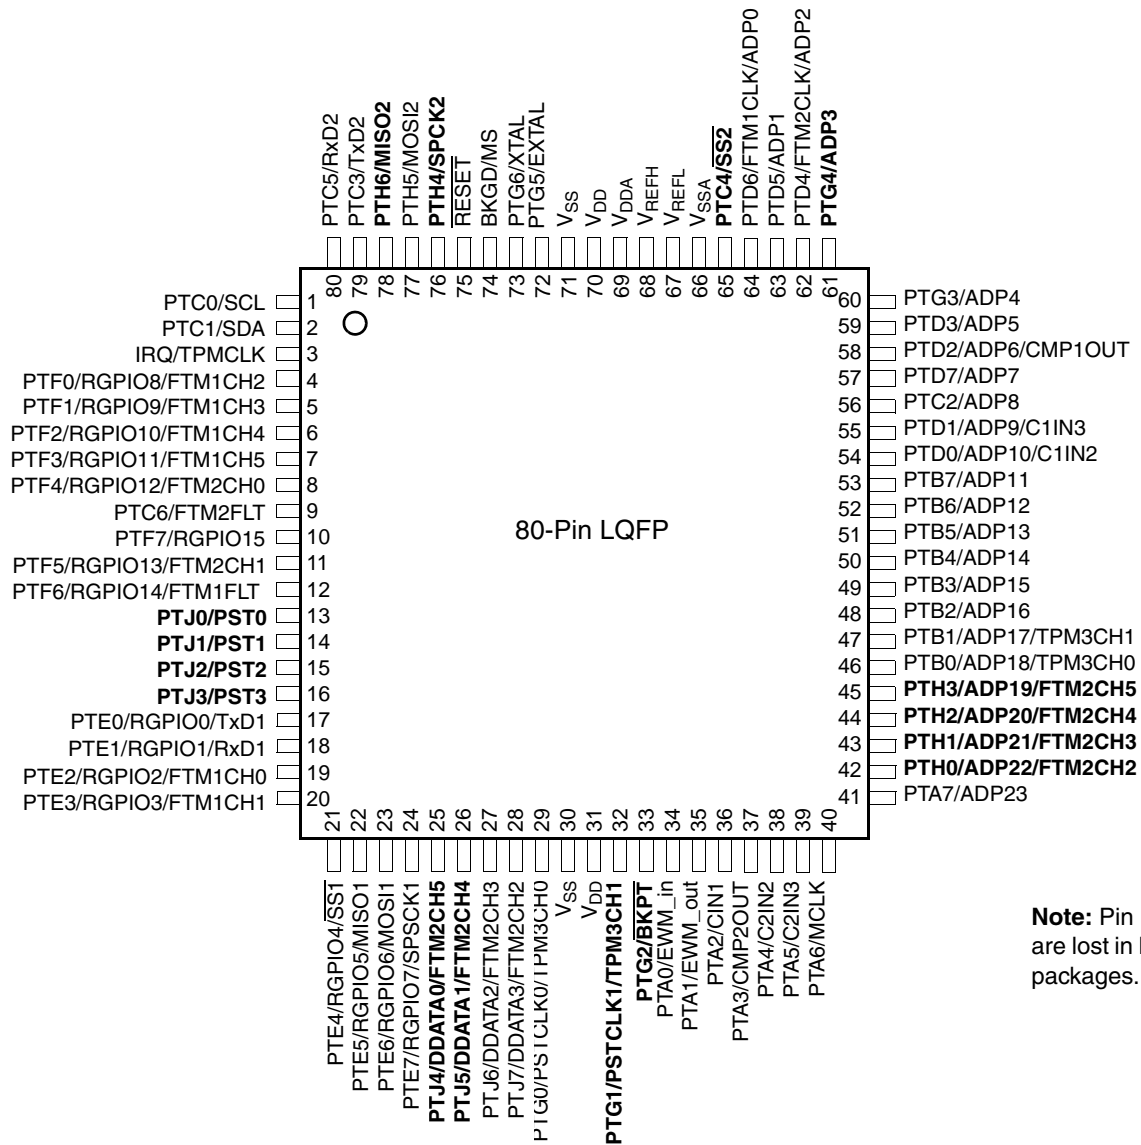 PTC5/RxD2
PTC3/TxD2
PTH6/MISO2
PTH5/MOSI2
PTH4/SPCK2
RESET
BKGD/MS
PTG6/XTAL
PTG5/EXTAL
VSS
VDD
VDDA
VREFH
VREFL
VSSA
PTC4/SS2
PTD6/FTM1CLK/ADP0
PTD5/ADP1
PTD4/FTM2CLK/ADP2
PTG4/ADP3
80 79 78 77 76 75 74 73 72 71 70 69 68 67 66 65 64 63 62 61
PTC0/SCL 1
PTC1/SDA 2
IRQ/TPMCLK 3
PTF0/RGPIO8/FTM1CH2 4
PTF1/RGPIO9/FTM1CH3 5
PTF2/RGPIO10/FTM1CH4 6
PTF3/RGPIO11/FTM1CH5 7
PTF4/RGPIO12/FTM2CH0 8
PTC6/FTM2FLT 9
PTF7/RGPIO15 10
PTF5/RGPIO13/FTM2CH1 11
PTF6/RGPIO14/FTM1FLT 12
PTJ0/PST0 13
PTJ1/PST1 14
PTJ2/PST2 15
PTJ3/PST3 16
PTE0/RGPIO0/TxD1 17
PTE1/RGPIO1/RxD1 18
PTE2/RGPIO2/FTM1CH0 19
PTE3/RGPIO3/FTM1CH1 20
80-Pin LQFP
60 PTG3/ADP4
59 PTD3/ADP5
58 PTD2/ADP6/CMP1OUT
57 PTD7/ADP7
56 PTC2/ADP8
55 PTD1/ADP9/C1IN3
54 PTD0/ADP10/C1IN2
53 PTB7/ADP11
52 PTB6/ADP12
51 PTB5/ADP13
50 PTB4/ADP14
49 PTB3/ADP15
48 PTB2/ADP16
47 PTB1/ADP17/TPM3CH1
46 PTB0/ADP18/TPM3CH0
45 PTH3/ADP19/FTM2CH5
44 PTH2/ADP20/FTM2CH4
43 PTH1/ADP21/FTM2CH3
42 PTH0/ADP22/FTM2CH2
41 PTA7/ADP23
21 22 23 24 25 26 27 28 29 30 31 32 33 34 35 36 37 38 39 40
PTE4/RGPIO4/SS1
PTE5/RGPIO5/MISO1
PTE6/RGPIO6/MOSI1
PTE7/RGPIO7/SPSCK1
PTJ4/DDATA0/FTM2CH5
PTJ5/DDATA1/FTM2CH4
PTJ6/DDATA2/FTM2CH3
PTJ7/DDATA3/FTM2CH2
PTG0/PSTCLK0/TPM3CH0
VSS
VDD
PTG1/PSTCLK1/TPM3CH1
PTG2/BKPT
PTA0/EWM_in
PTA1/EWM_out
PTA2/CIN1
PTA3/CMP2OUT
PTA4/C2IN2
PTA5/C2IN3
PTA6/MCLK
Note: Pin
are lost in
packages.